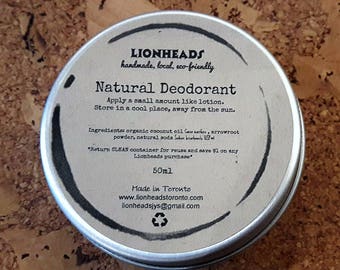 LIONHEADS
handmade, local, eco-friendly
Natural Deodorant
Apply a small amount like lotion.
Store in a cool place, away from the sun.
Ingredients: organic coconut oil , arrowroot
powder, natural soda
"Return CLEAN container for reuse and save $1 on any
Lionheads purchase"
50ml
Made in Toronto
www.lionheadstoronto.com
lionheadsjys@gmail.com